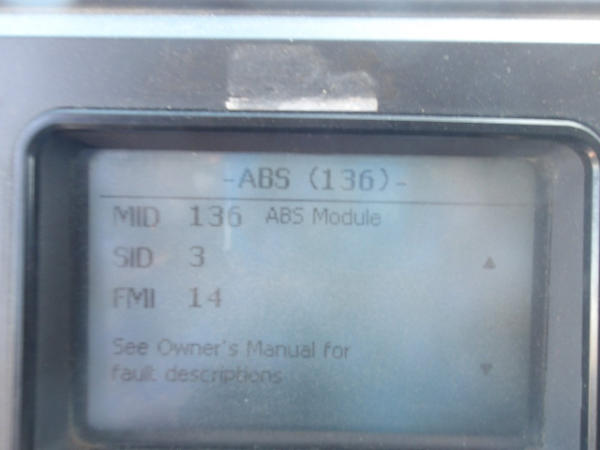 -ABS (136)-
MID 136 ABS Module
SID 3
FMI 14
See Owner's Manual for
fault descriptions